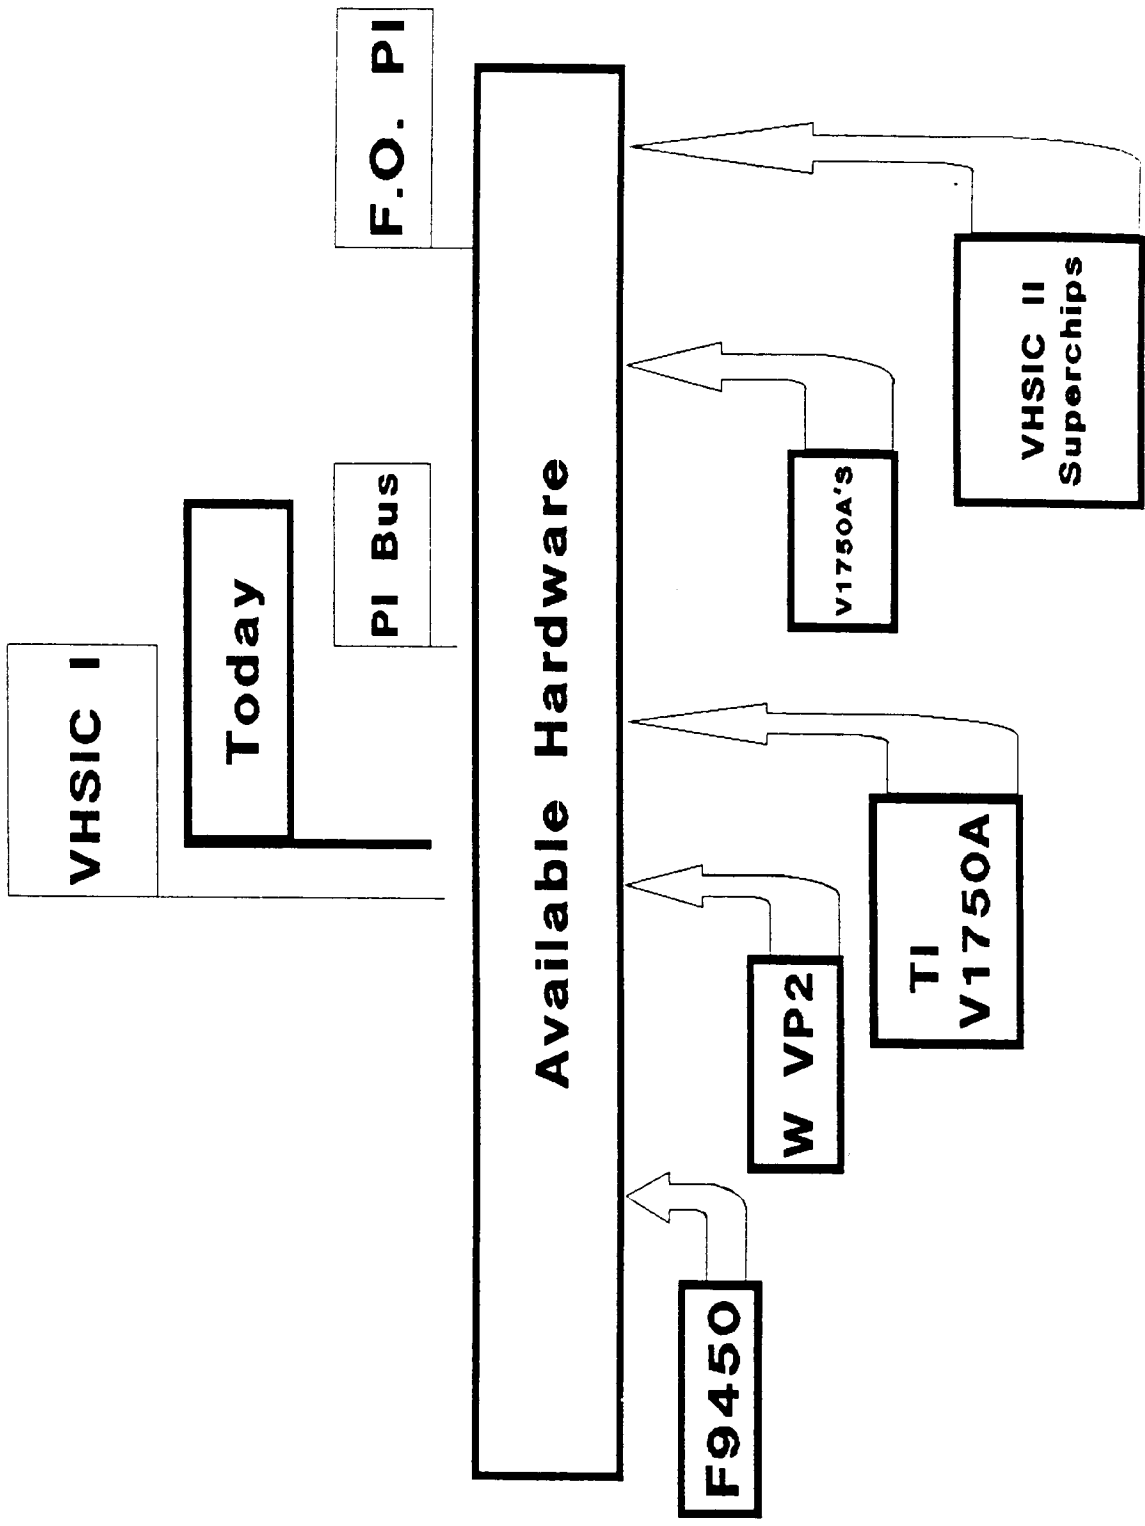 VHSIC I
Today
PI Bus
F.O. PI
Available Hardware
F9450
W VP2
TI
V1750A
V1750A'S
VHSIC II
Superchips